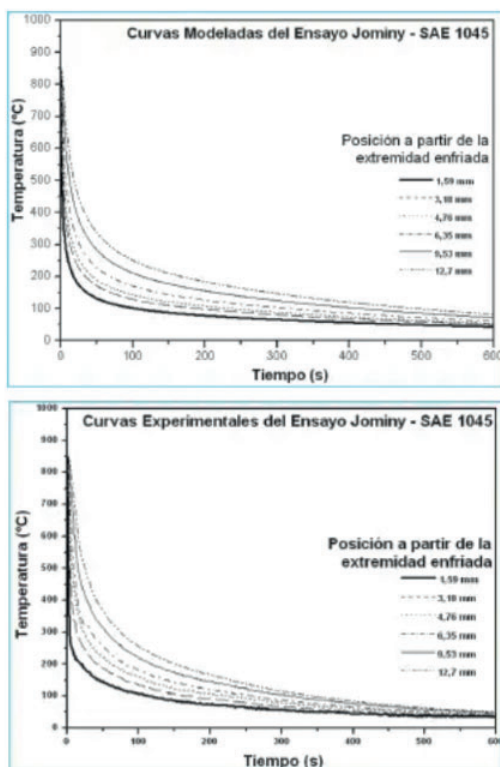 Curvas Modeladas del Ensayo Jominy - SAE 1045
1000
900
800
700
600
500
400
300
200
100
0
Temperatura (ºC)
Posición a partir de la
extremidad enfriada
1,59 mm
3,18 mm
4,76 mm
6,35 mm
9,53 mm
12,7 mm
0 100 200 300 400 500 600
Tiempo (s)
Curvas Experimentales del Ensayo Jominy - SAE 1045
1000
900
800
700
600
500
400
300
200
100
0
Temperatura (ºC)
Posición a partir de la
extremidad enfriada
1,59 mm
3,18 mm
4,76 mm
6,35 mm
9,53 mm
12,7 mm
0 100 200 300 400 500 600
Tiempo (s)